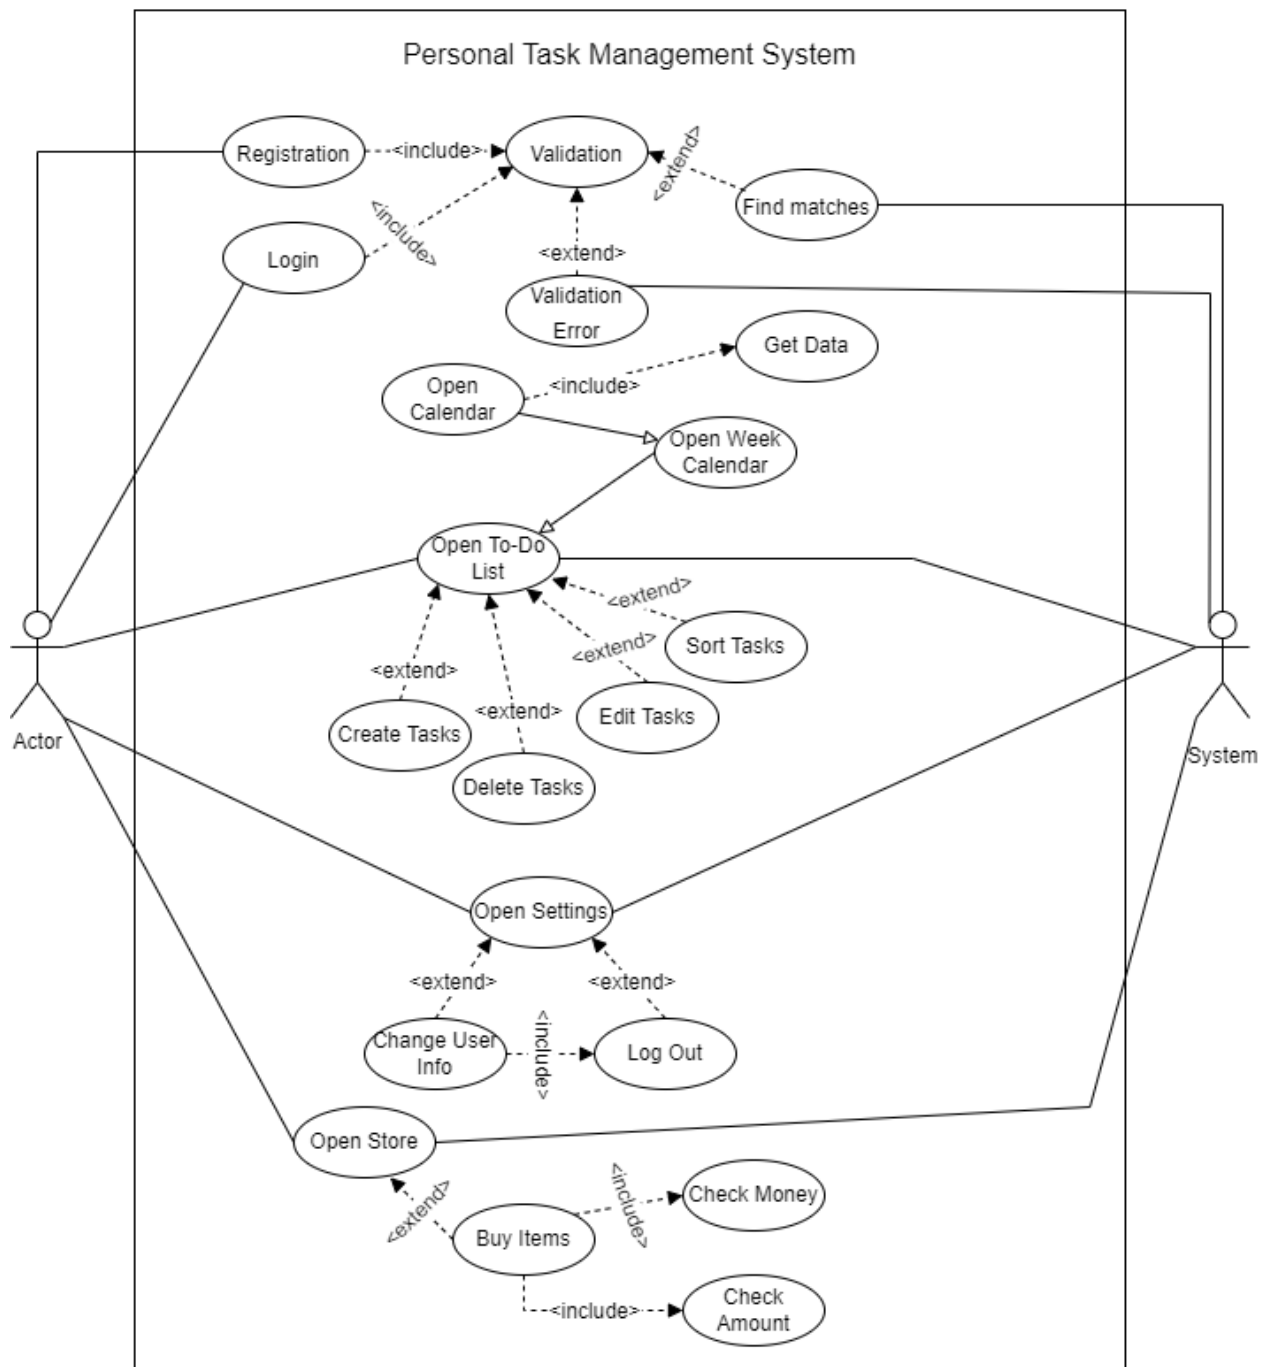 Personal Task Management System
Registration
<include>
Validation
<extend>
Find matches
Login
<include>
<extend>
Validation
Error
Get Data
Open
Calendar
<include>
Open Week
Calendar
Open To-Do
List
<extend>
Sort Tasks
<extend>
<extend>
Edit Tasks
<extend>
Create Tasks
Delete Tasks
Actor
System
Open Settings
<extend>
<extend>
Change User
Info
<include>
Log Out
Open Store
<extend>
Buy Items
<include>
Check Money
<include>
Check
Amount